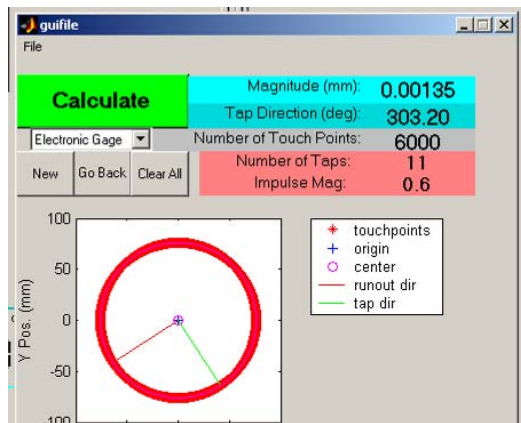 guifile
File
Calculate
Magnitude (mm): 0.00135
Tap Direction (deg): 303.20
Electronic Gage
Number of Touch Points: 6000
New
Go Back
Clear All
Number of Taps: 11
Impulse Mag: 0.6
100
50
0
-50
-100
Y Pos. (mm)
touchpoints
origin
center
runout dir
tap dir